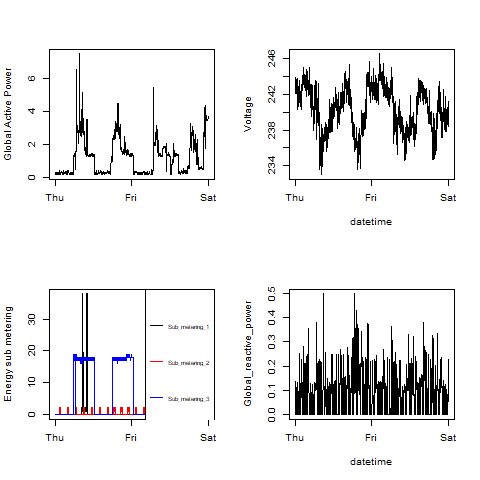 Global Active Power
0 2 4 6
Thu Fri Sat
Voltage
234 238 242 246
Thu Fri Sat
datetime
Energy sub metering
0 10 20 30
Sub_metering_1
Sub_metering_2
Sub_metering_3
Thu Fri Sat
Global_reactive_power
0.0 0.1 0.2 0.3 0.4 0.5
Thu Fri Sat
datetime